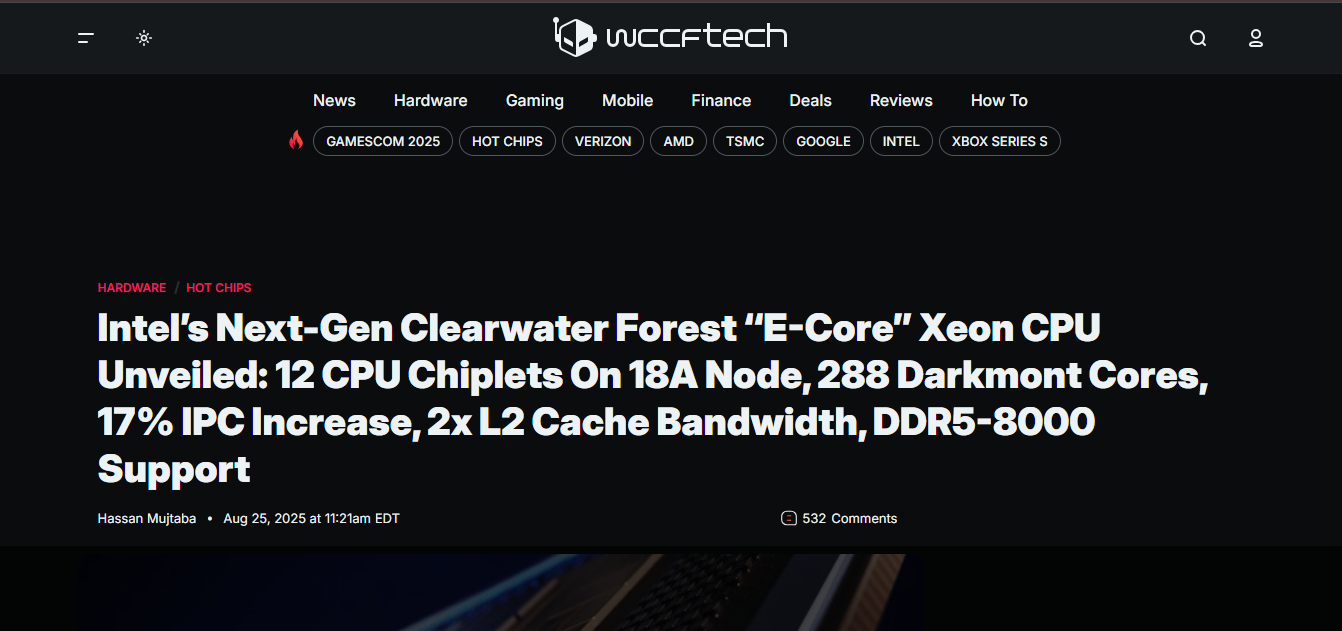 wccftech
News Hardware Gaming Mobile Finance Deals Reviews How To
GAMESCOM 2025 HOT CHIPS VERIZON AMD TSMC GOOGLE INTEL XBOX SERIES S
HARDWARE / HOT CHIPS
Intel’s Next-Gen Clearwater Forest “E-Core” Xeon CPU
Unveiled: 12 CPU Chiplets On 18A Node, 288 Darkmont Cores,
17% IPC Increase, 2x L2 Cache Bandwidth, DDR5-8000
Support
Hassan Mujtaba • Aug 25, 2025 at 11:21am EDT 532 Comments